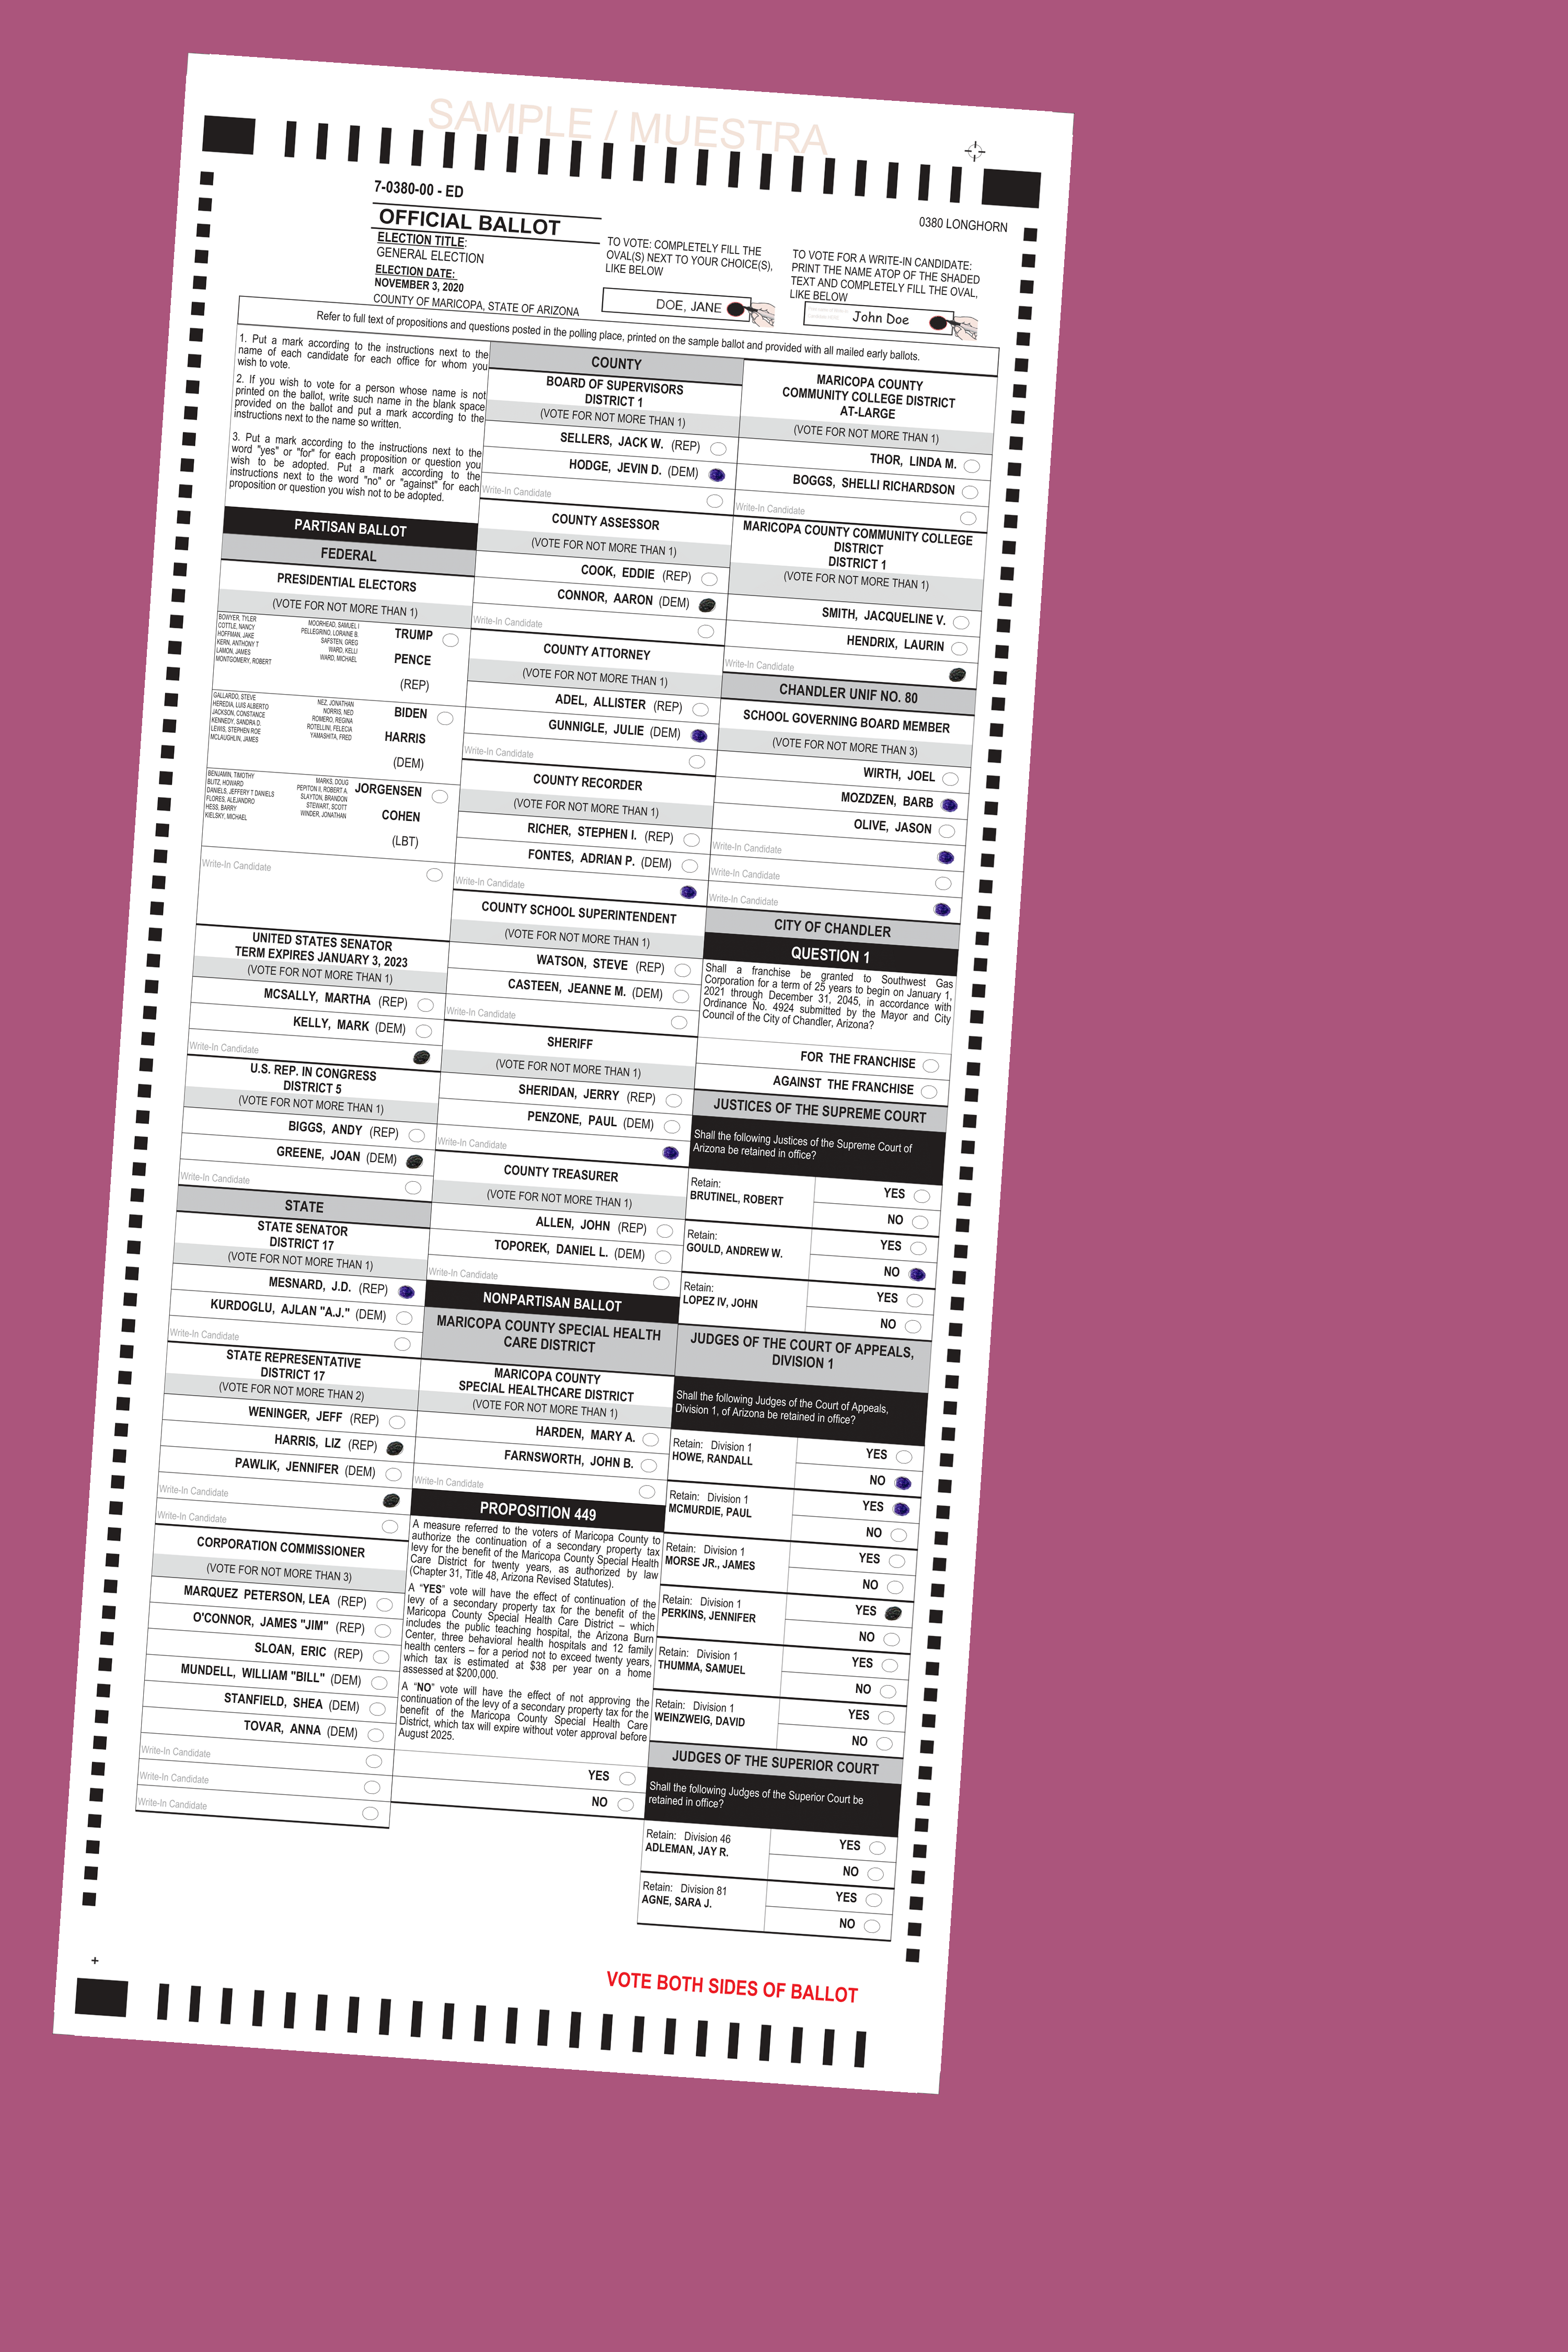 SAMPLE / MUESTRA
7-0380-00 - ED
0380 LONGHORN
OFFICIAL BALLOT
ELECTION TITLE:
GENERAL ELECTION
ELECTION DATE:
NOVEMBER 3, 2020
COUNTY OF MARICOPA, STATE OF ARIZONA
TO VOTE: COMPLETELY FILL THE
OVAL(S) NEXT TO YOUR CHOICE(S),
LIKE BELOW
DOE, JANE
TO VOTE FOR A WRITE-IN CANDIDATE:
PRINT THE NAME ATOP OF THE SHADED
TEXT AND COMPLETELY FILL THE OVAL,
LIKE BELOW
John Doe
Refer to full text of propositions and questions posted in the polling place, printed on the sample ballot and provided with all mailed early ballots.
1. Put a mark according to the instructions next to the
name of each candidate for each office for whom you
wish to vote.
2. If you wish to vote for a person whose name is not
printed on the ballot, write such name in the blank space
provided on the ballot and put a mark according to the
instructions next to the name so written.
3. Put a mark according to the instructions next to the
word "yes" or "for" for each proposition or question you
wish to be adopted. Put a mark according to the
instructions next to the word "no" or "against" for each
proposition or question you wish not to be adopted.
PARTISAN BALLOT
FEDERAL
PRESIDENTIAL ELECTORS
(VOTE FOR NOT MORE THAN 1)
BOWYER, TYLER
COTTLE, NANCY
HOFFMAN, JAKE
KERN, ANTHONY T
LAMON, JAMES
MONTGOMERY, ROBERT
MOORHEAD, SAMUEL I
PELLEGRINO, LORAINE B.
SAFSTEN, GREG
WARD, KELLI
WARD, MICHAEL
TRUMP
PENCE
(REP)
GALLARDO, STEVE
HEREDIA, LUIS ALBERTO
JACKSON, CONSTANCE
KENNEDY, SANDRA D.
LEWIS, STEPHEN ROE
MCLAUGHLIN, JAMES
NEZ, JONATHAN
NORRIS, NED
ROMERO, REGINA
ROTELLINI, FELECIA
YAMASHITA, FRED
BIDEN
HARRIS
(DEM)
BENJAMIN, TIMOTHY
BLITZ, HOWARD
DANIELS, JEFFERY T DANIELS
FLORES, ALEJANDRO
HESS, BARRY
KIELSKY, MICHAEL
MARKS, DOUG
PEPITON II, ROBERT A.
SLAYTON, BRANDON
STEWART, SCOTT
WINDER, JONATHAN
JORGENSEN
COHEN
(LBT)
Write-In Candidate
UNITED STATES SENATOR
TERM EXPIRES JANUARY 3, 2023
(VOTE FOR NOT MORE THAN 1)
MCSALLY, MARTHA (REP)
KELLY, MARK (DEM)
Write-In Candidate
U.S. REP. IN CONGRESS
DISTRICT 5
(VOTE FOR NOT MORE THAN 1)
BIGGS, ANDY (REP)
GREENE, JOAN (DEM)
Write-In Candidate
STATE
STATE SENATOR
DISTRICT 17
(VOTE FOR NOT MORE THAN 1)
MESNARD, J.D. (REP)
KURDOGLU, AJLAN "A.J." (DEM)
Write-In Candidate
STATE REPRESENTATIVE
DISTRICT 17
(VOTE FOR NOT MORE THAN 2)
WENINGER, JEFF (REP)
HARRIS, LIZ (REP)
PAWLIK, JENNIFER (DEM)
Write-In Candidate
Write-In Candidate
CORPORATION COMMISSIONER
(VOTE FOR NOT MORE THAN 3)
MARQUEZ PETERSON, LEA (REP)
O'CONNOR, JAMES "JIM" (REP)
SLOAN, ERIC (REP)
MUNDELL, WILLIAM "BILL" (DEM)
STANFIELD, SHEA (DEM)
TOVAR, ANNA (DEM)
Write-In Candidate
Write-In Candidate
Write-In Candidate
COUNTY
BOARD OF SUPERVISORS
DISTRICT 1
(VOTE FOR NOT MORE THAN 1)
SELLERS, JACK W. (REP)
HODGE, JEVIN D. (DEM)
Write-In Candidate
COUNTY ASSESSOR
(VOTE FOR NOT MORE THAN 1)
COOK, EDDIE (REP)
CONNOR, AARON (DEM)
Write-In Candidate
COUNTY ATTORNEY
(VOTE FOR NOT MORE THAN 1)
ADEL, ALLISTER (REP)
GUNNIGLE, JULIE (DEM)
Write-In Candidate
COUNTY RECORDER
(VOTE FOR NOT MORE THAN 1)
RICHER, STEPHEN I. (REP)
FONTES, ADRIAN P. (DEM)
Write-In Candidate
COUNTY SCHOOL SUPERINTENDENT
(VOTE FOR NOT MORE THAN 1)
WATSON, STEVE (REP)
CASTEEN, JEANNE M. (DEM)
Write-In Candidate
SHERIFF
(VOTE FOR NOT MORE THAN 1)
SHERIDAN, JERRY (REP)
PENZONE, PAUL (DEM)
Write-In Candidate
COUNTY TREASURER
(VOTE FOR NOT MORE THAN 1)
ALLEN, JOHN (REP)
TOPOREK, DANIEL L. (DEM)
Write-In Candidate
NONPARTISAN BALLOT
MARICOPA COUNTY SPECIAL HEALTH
CARE DISTRICT
MARICOPA COUNTY
SPECIAL HEALTHCARE DISTRICT
(VOTE FOR NOT MORE THAN 1)
HARDEN, MARY A.
FARNSWORTH, JOHN B.
Write-In Candidate
PROPOSITION 449
A measure referred to the voters of Maricopa County to
authorize the continuation of a secondary property tax
levy for the benefit of the Maricopa County Special Health
Care District for twenty years, as authorized by law
(Chapter 31, Title 48, Arizona Revised Statutes).
A “YES” vote will have the effect of continuation of the
levy of a secondary property tax for the benefit of the
Maricopa County Special Health Care District – which
includes the public teaching hospital, the Arizona Burn
Center, three behavioral health hospitals and 12 family
health centers – for a period not to exceed twenty years,
which tax is estimated at $38 per year on a home
assessed at $200,000.
A “NO” vote will have the effect of not approving the
continuation of the levy of a secondary property tax for the
benefit of the Maricopa County Special Health Care
District, which tax will expire without voter approval before
August 2025.
YES
NO
MARICOPA COUNTY
COMMUNITY COLLEGE DISTRICT
AT-LARGE
(VOTE FOR NOT MORE THAN 1)
THOR, LINDA M.
BOGGS, SHELLI RICHARDSON
Write-In Candidate
MARICOPA COUNTY COMMUNITY COLLEGE
DISTRICT
DISTRICT 1
(VOTE FOR NOT MORE THAN 1)
SMITH, JACQUELINE V.
HENDRIX, LAURIN
Write-In Candidate
CHANDLER UNIF NO. 80
SCHOOL GOVERNING BOARD MEMBER
(VOTE FOR NOT MORE THAN 3)
WIRTH, JOEL
MOZDZEN, BARB
OLIVE, JASON
Write-In Candidate
Write-In Candidate
Write-In Candidate
CITY OF CHANDLER
QUESTION 1
Shall a franchise be granted to Southwest Gas
Corporation for a term of 25 years to begin on January 1,
2021 through December 31, 2045, in accordance with
Ordinance No. 4924 submitted by the Mayor and City
Council of the City of Chandler, Arizona?
FOR THE FRANCHISE
AGAINST THE FRANCHISE
JUSTICES OF THE SUPREME COURT
Shall the following Justices of the Supreme Court of
Arizona be retained in office?
Retain:
BRUTINEL, ROBERT
YES
NO
Retain:
GOULD, ANDREW W.
YES
NO
Retain:
LOPEZ IV, JOHN
YES
NO
JUDGES OF THE COURT OF APPEALS,
DIVISION 1
Shall the following Judges of the Court of Appeals,
Division 1, of Arizona be retained in office?
Retain: Division 1
HOWE, RANDALL
YES
NO
Retain: Division 1
MCMURDIE, PAUL
YES
NO
Retain: Division 1
MORSE JR., JAMES
YES
NO
Retain: Division 1
PERKINS, JENNIFER
YES
NO
Retain: Division 1
THUMMA, SAMUEL
YES
NO
Retain: Division 1
WEINZWEIG, DAVID
YES
NO
JUDGES OF THE SUPERIOR COURT
Shall the following Judges of the Superior Court be
retained in office?
Retain: Division 46
ADLEMAN, JAY R.
YES
NO
Retain: Division 81
AGNE, SARA J.
YES
NO
VOTE BOTH SIDES OF BALLOT